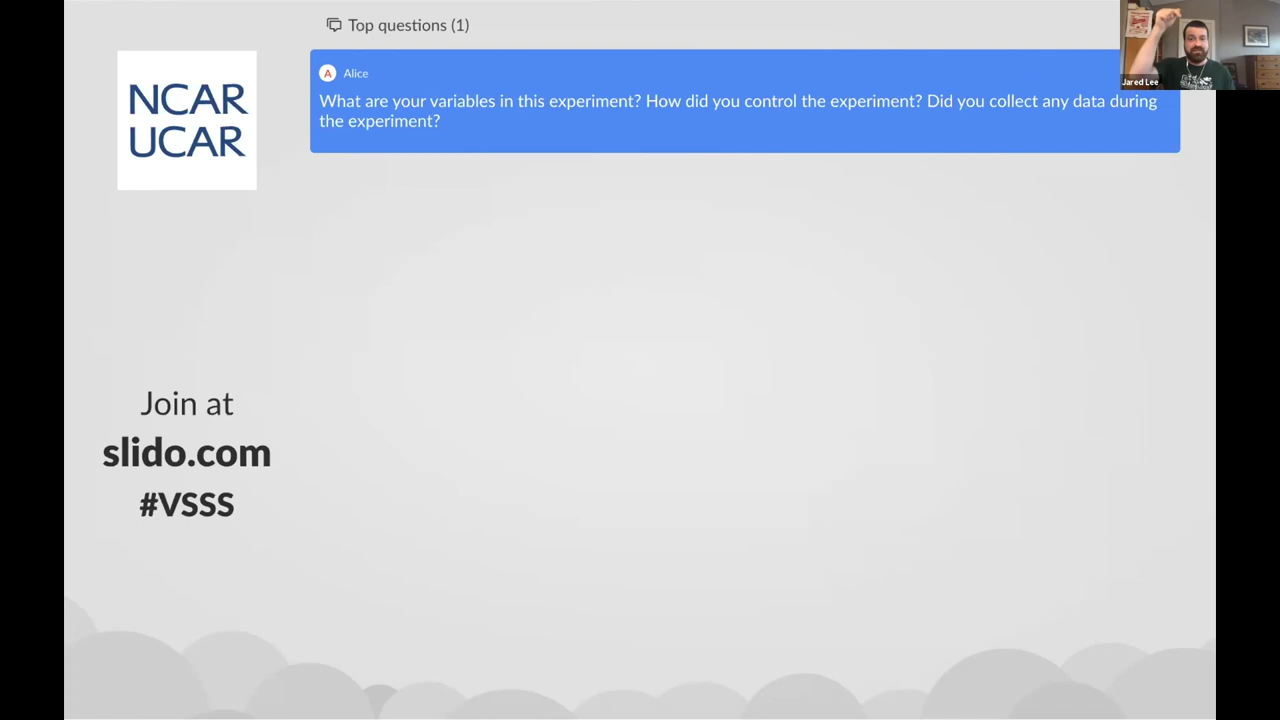 Top questions (1)
NCAR
UCAR
A Alice
What are your variables in this experiment? How did you control the experiment? Did you collect any data during
the experiment?
Jared Lee
Join at
slido.com
#VSSS